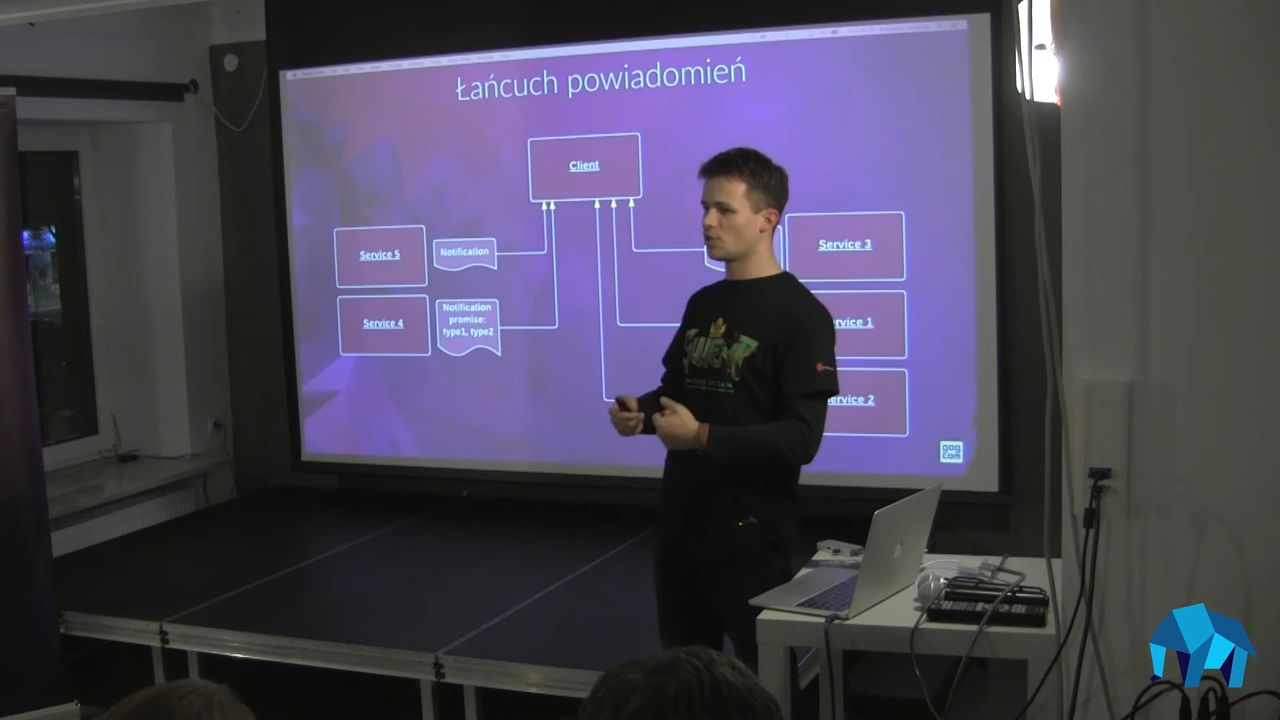 Łańcuch powiadomień
Client
Service 5
Notification
Service 3
Service 4
Notification
promise:
type1, type2
Service 1
Service 2
GWENT
gog
com